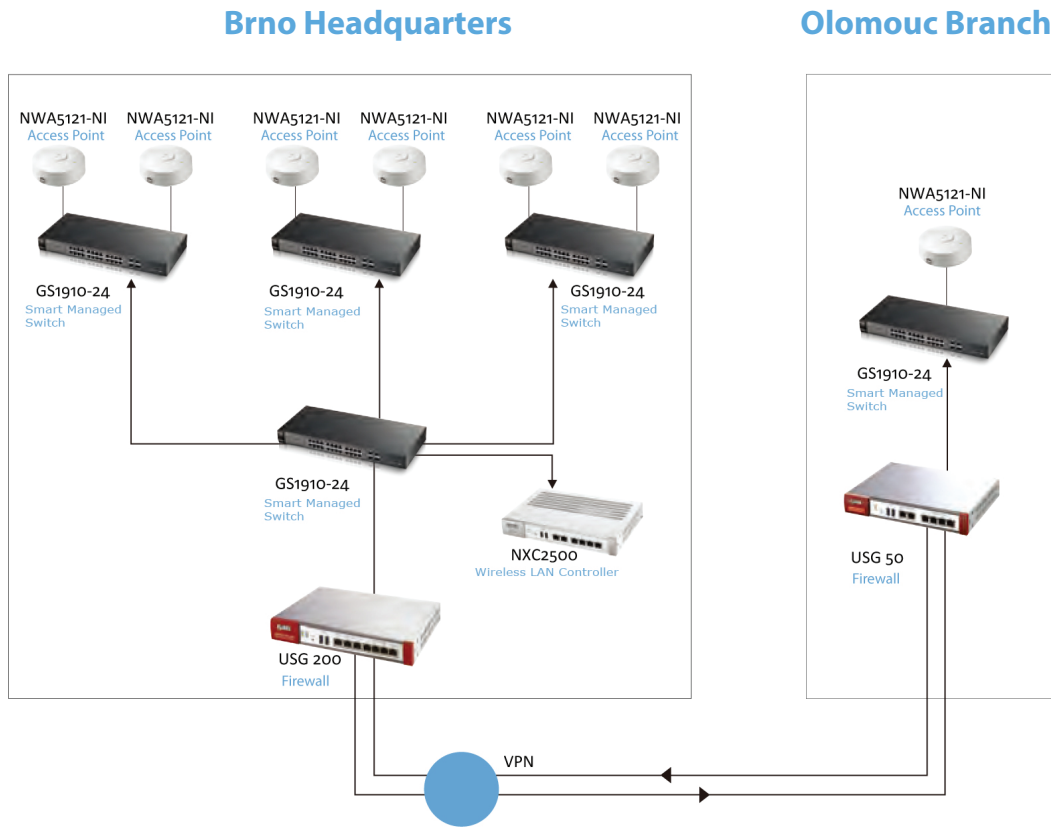 Brno Headquarters
Olomouc Branch
NWA5121-NI
Access Point
NWA5121-NI
Access Point
NWA5121-NI
Access Point
NWA5121-NI
Access Point
NWA5121-NI
Access Point
NWA5121-NI
Access Point
GS1910-24
Smart Managed
Switch
GS1910-24
Smart Managed
Switch
GS1910-24
Smart Managed
Switch
GS1910-24
Smart Managed
Switch
NXC2500
Wireless LAN Controller
USG 200
Firewall
NWA5121-NI
Access Point
GS1910-24
Smart Managed
Switch
USG 50
Firewall
VPN